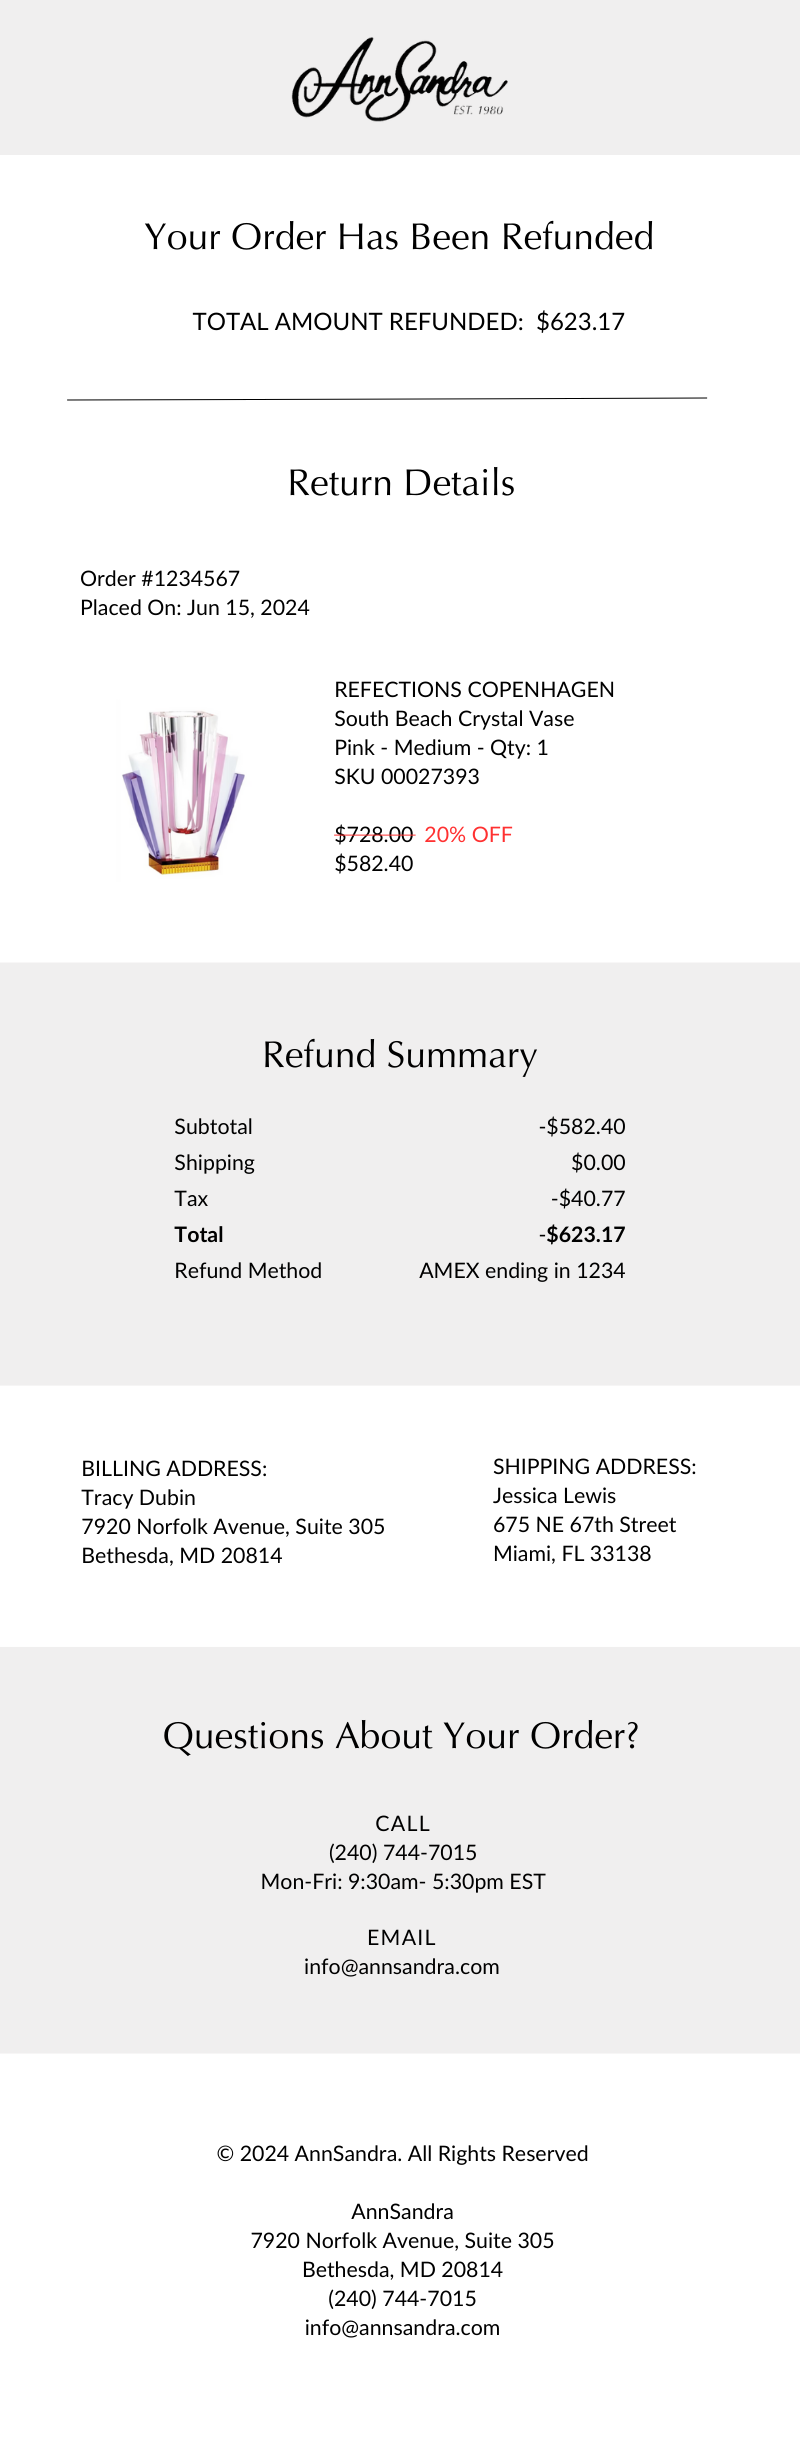 AnnSandra
EST. 1980
Your Order Has Been Refunded
TOTAL AMOUNT REFUNDED: $623.17
Return Details
Order #1234567
Placed On: Jun 15, 2024
REFECTIONS COPENHAGEN
South Beach Crystal Vase
Pink - Medium - Qty: 1
SKU 00027393
$728.00 20% OFF
$582.40
Refund Summary
Subtotal -$582.40
Shipping $0.00
Tax -$40.77
Total -$623.17
Refund Method AMEX ending in 1234
BILLING ADDRESS:
Tracy Dubin
7920 Norfolk Avenue, Suite 305
Bethesda, MD 20814
SHIPPING ADDRESS:
Jessica Lewis
675 NE 67th Street
Miami, FL 33138
Questions About Your Order?
CALL
(240) 744-7015
Mon-Fri: 9:30am- 5:30pm EST
EMAIL
info@annsandra.com
© 2024 AnnSandra. All Rights Reserved
AnnSandra
7920 Norfolk Avenue, Suite 305
Bethesda, MD 20814
(240) 744-7015
info@annsandra.com